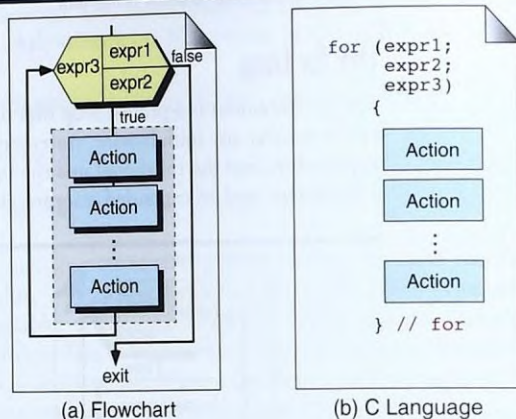 expr1
expr3
expr2
false
true
Action
Action
Action
exit
(a) Flowchart
for (expr1;
expr2;
expr3)
{
Action
Action
Action
} // for
(b) C Language